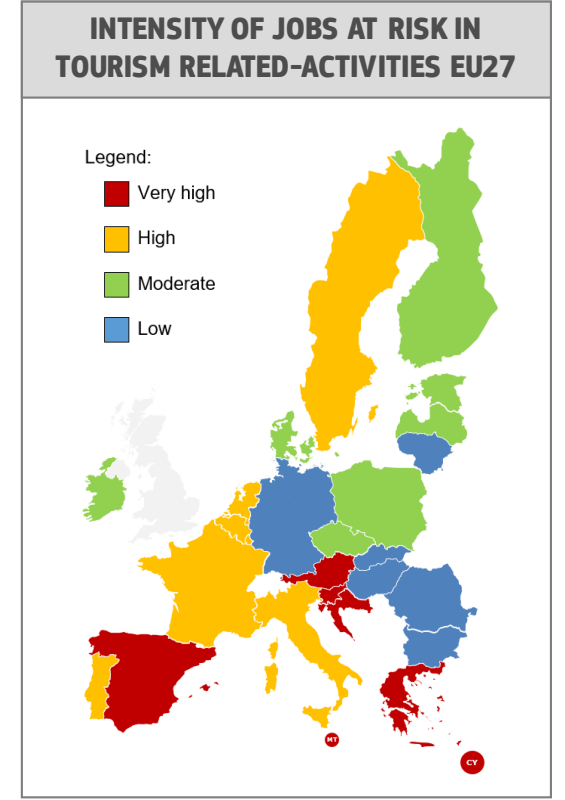 INTENSITY OF JOBS AT RISK IN
TOURISM RELATED-ACTIVITIES EU27
Legend:
Very high
High
Moderate
Low
MT
CY